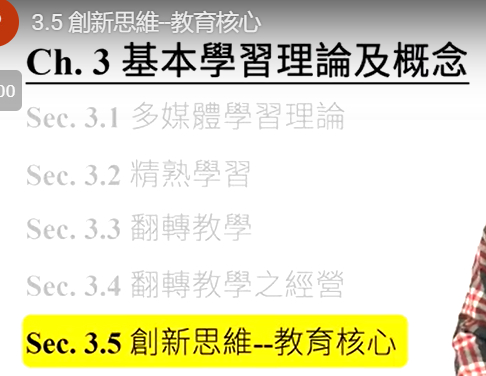 3.5 創新思維–教育核心
Ch. 3 基本學習理論及概念
00
Sec. 3.1 多媒體學習理論
Sec. 3.2 精熟學習
Sec. 3.3 翻轉教學
Sec. 3.4 翻轉教學之經營
Sec. 3.5 創新思維--教育核心